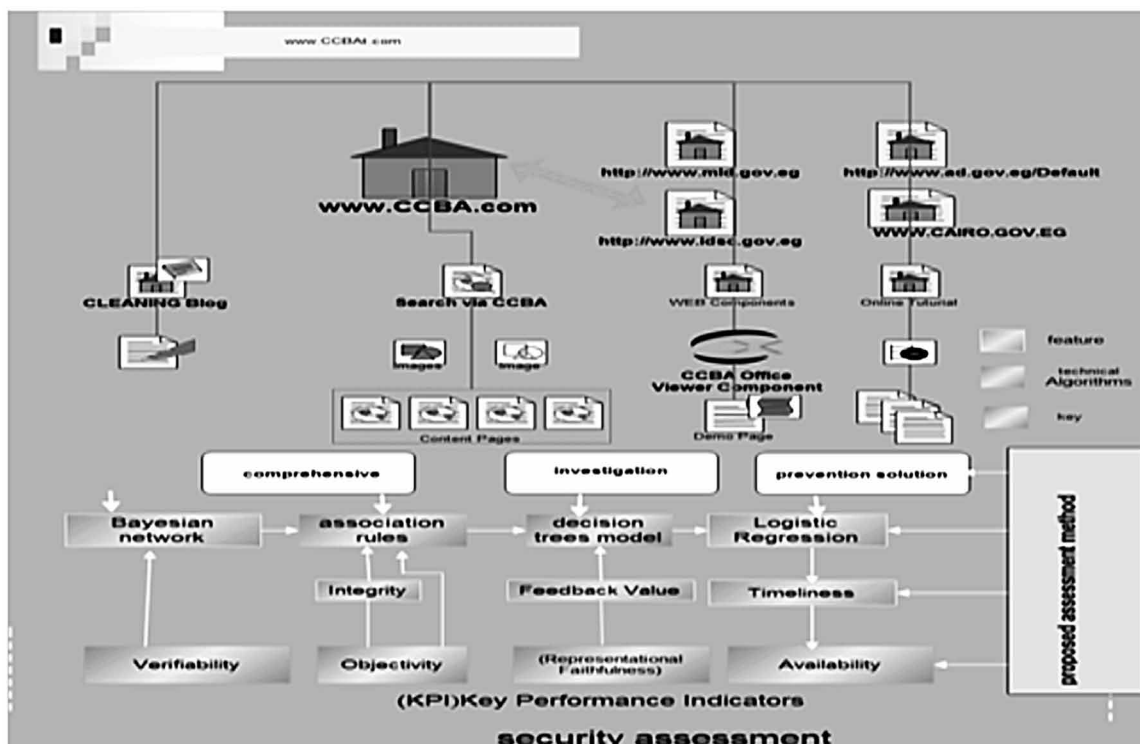 www.CCBAt.com
http://www.mld.gov.eg
http://www.ad.gov.eg/Default
www.CCBA.com
http://www.ldsc.gov.eg
WWW.CAIRO.GOV.EG
CLEANING Blog
Search via CCBA
WEB Components
Online Tuturial
feature
Images
Image
CCBA Office
Viewer Component
technical
Algorithms
key
Content Pages
Demo Page
comprehensive
investigation
prevention solution
Bayesian
network
association
rules
decision
trees model
Logistic
Regression
proposed assessment method
Integrity
Feedback Value
Timeliness
Verifiability
Objectivity
(Representational
Faithfulness)
Availability
(KPI)Key Performance Indicators
security assessment